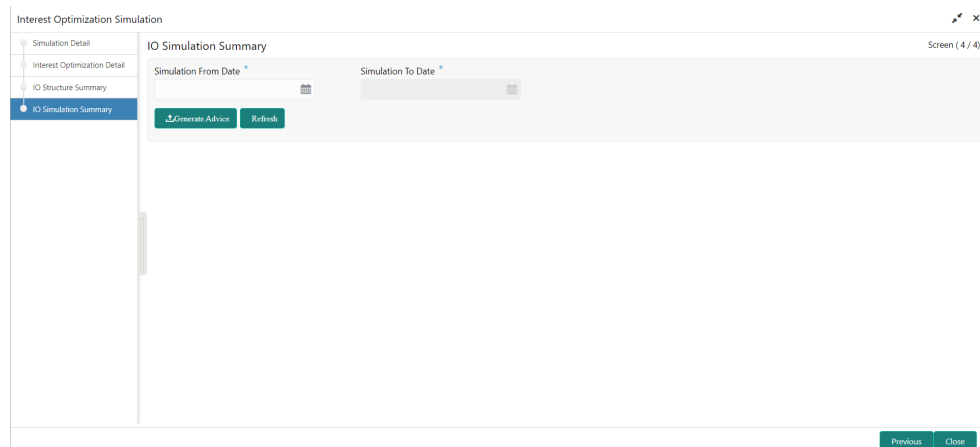 Interest Optimization Simulation
Simulation Detail
Interest Optimization Detail
IO Structure Summary
IO Simulation Summary
IO Simulation Summary
Screen ( 4 / 4)
Simulation From Date *
Simulation To Date *
Generate Advice
Refresh
Previous
Close